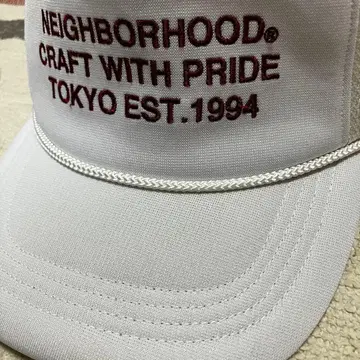 NEIGHBORHOOD®
CRAFT WITH PRIDE
TOKYO EST.1994